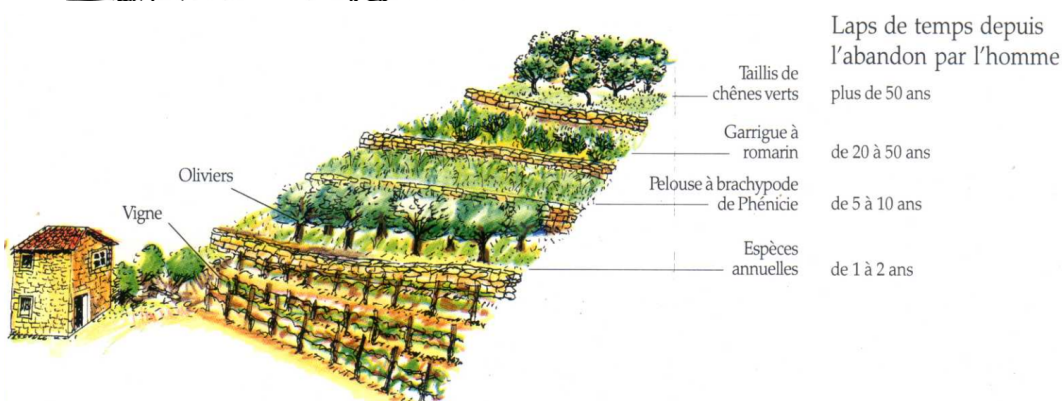 Laps de temps depuis
l'abandon par l'homme
Taillis de
chênes verts
plus de 50 ans
Garrigue à
romarin
de 20 à 50 ans
Oliviers
Pelouse à brachypode
de Phénicie
de 5 à 10 ans
Vigne
Espèces
annuelles
de 1 à 2 ans